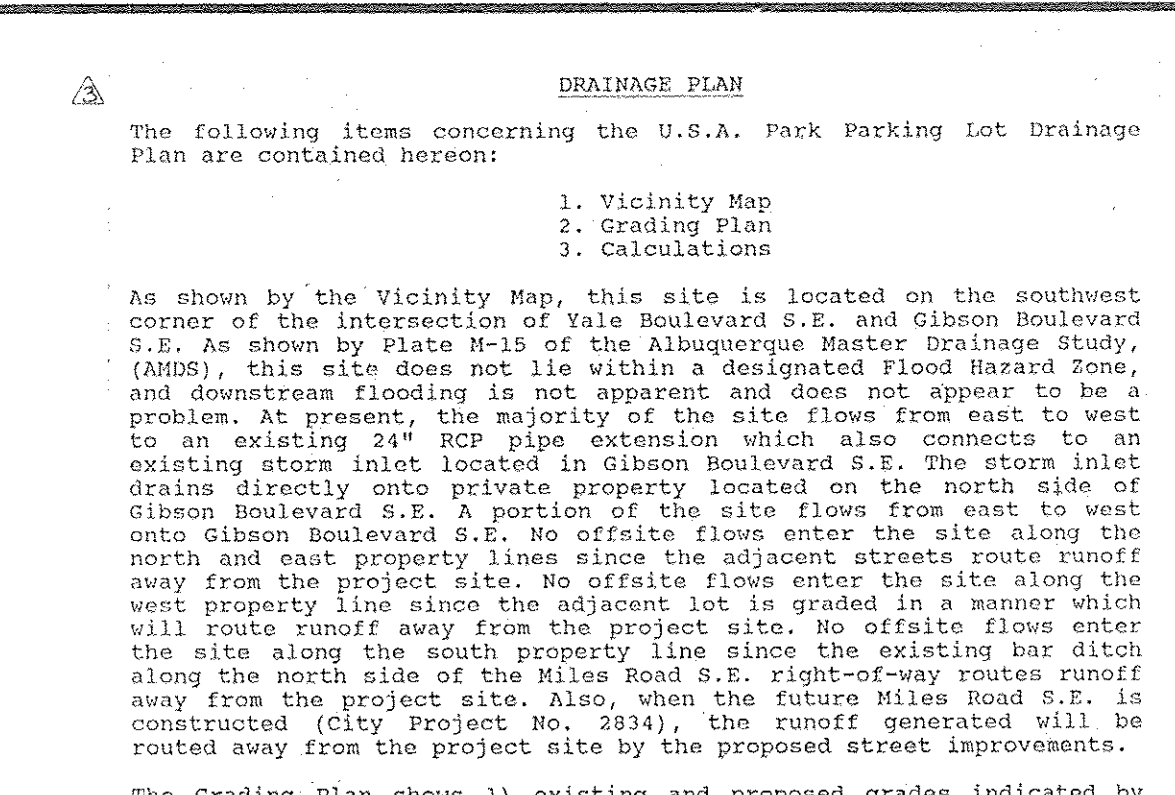 3
DRAINAGE PLAN
The following items concerning the U.S.A. Park Parking Lot Drainage
Plan are contained hereon:
1. Vicinity Map
2. Grading Plan
3. Calculations
As shown by the Vicinity Map, this site is located on the southwest
corner of the intersection of Yale Boulevard S.E. and Gibson Boulevard
S.E. As shown by Plate M-15 of the Albuquerque Master Drainage Study,
(AMDS), this site does not lie within a designated Flood Hazard Zone,
and downstream flooding is not apparent and does not appear to be a
problem. At present, the majority of the site flows from east to west
to an existing 24" RCP pipe extension which also connects to an
existing storm inlet located in Gibson Boulevard S.E. The storm inlet
drains directly onto private property located on the north side of
Gibson Boulevard S.E. A portion of the site flows from east to west
onto Gibson Boulevard S.E. No offsite flows enter the site along the
north and east property lines since the adjacent streets route runoff
away from the project site. No offsite flows enter the site along the
west property line since the adjacent lot is graded in a manner which
will route runoff away from the project site. No offsite flows enter
the site along the south property line since the existing bar ditch
along the north side of the Miles Road S.E. right-of-way routes runoff
away from the project site. Also, when the future Miles Road S.E. is
constructed (City Project No. 2834), the runoff generated will be
routed away from the project site by the proposed street improvements.
The Grading Plan shows 1) existing and proposed grades indicated by